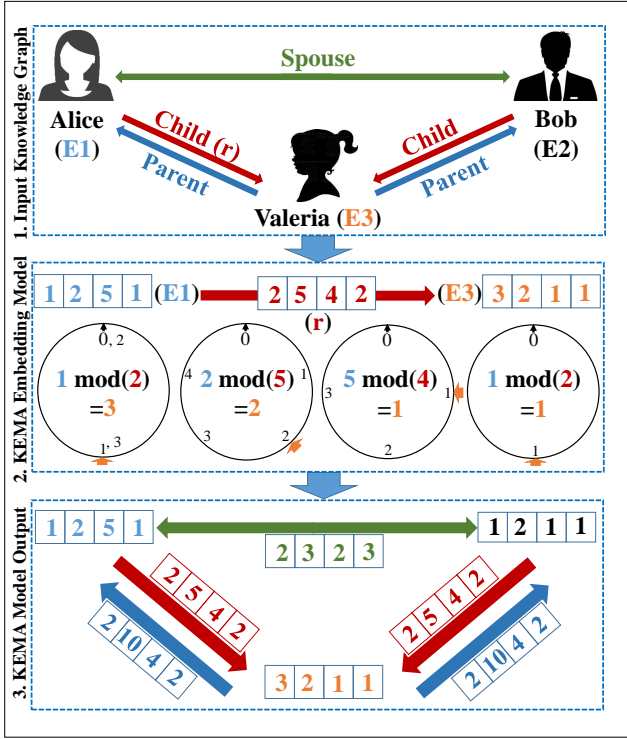 1. Input Knowledge Graph
Spouse
Alice
(E1)
Bob
(E2)
Child (r)
Parent
Child
Parent
Valeria (E3)
2. KEMA Embedding Model
1 2 5 1 (E1) 2 5 4 2 (E3) 3 2 1 1
(r)
0, 2
1 mod(2)
=3
1, 3
0
4 1
2 mod(5)
=2
3 2
0
5 mod(4)
3 1
=1
2
0
1 mod(2)
=1
1
3. KEMA Model Output
1 2 5 1
1 2 1 1
2 3 2 3
2 5 4 2
2 10 4 2
2 5 4 2
2 10 4 2
3 2 1 1